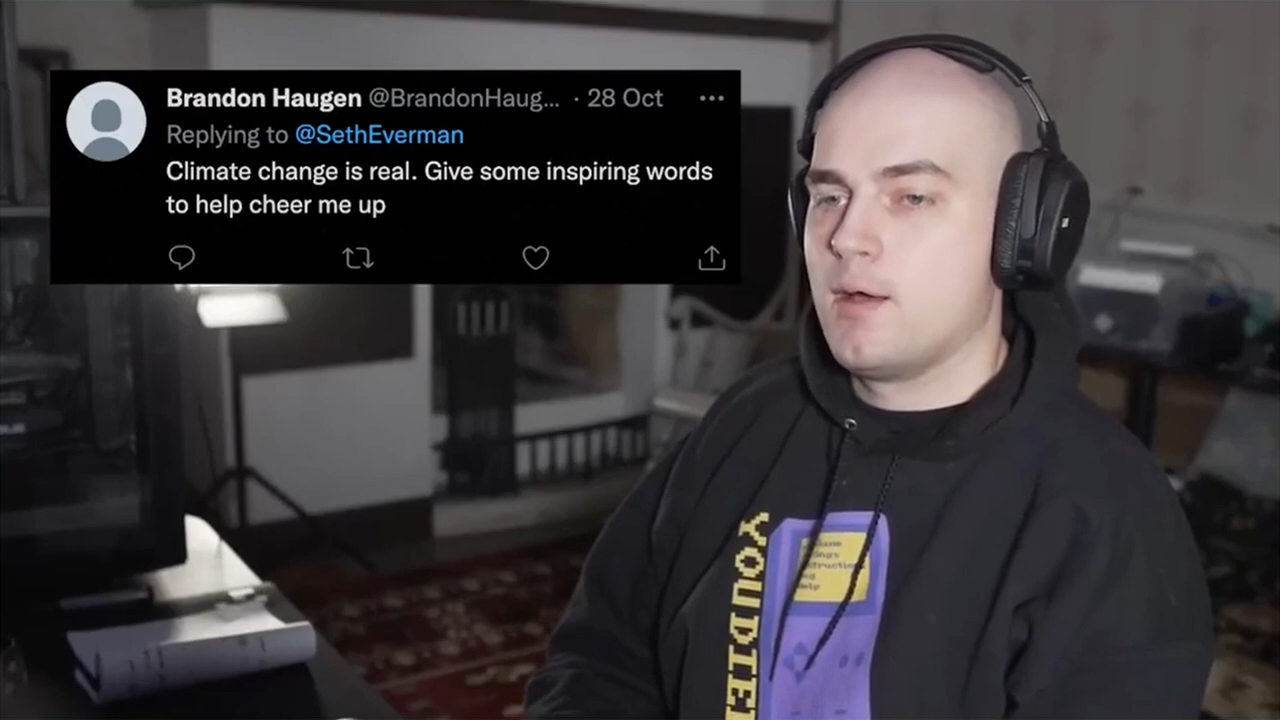 Brandon Haugen @BrandonHaug... · 28 Oct
Replying to @SethEverman
Climate change is real. Give some inspiring words
to help cheer me up
YOU DIE